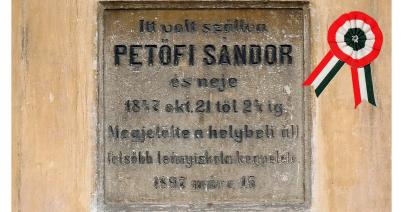 Itt volt szállva
PETŐFI SÁNDOR
és neje
1847 okt. 21 től 24 ig.
Megjelölte a helybeli áll.
felsőbb leányiskola kegyelete.
1897 márc. 15